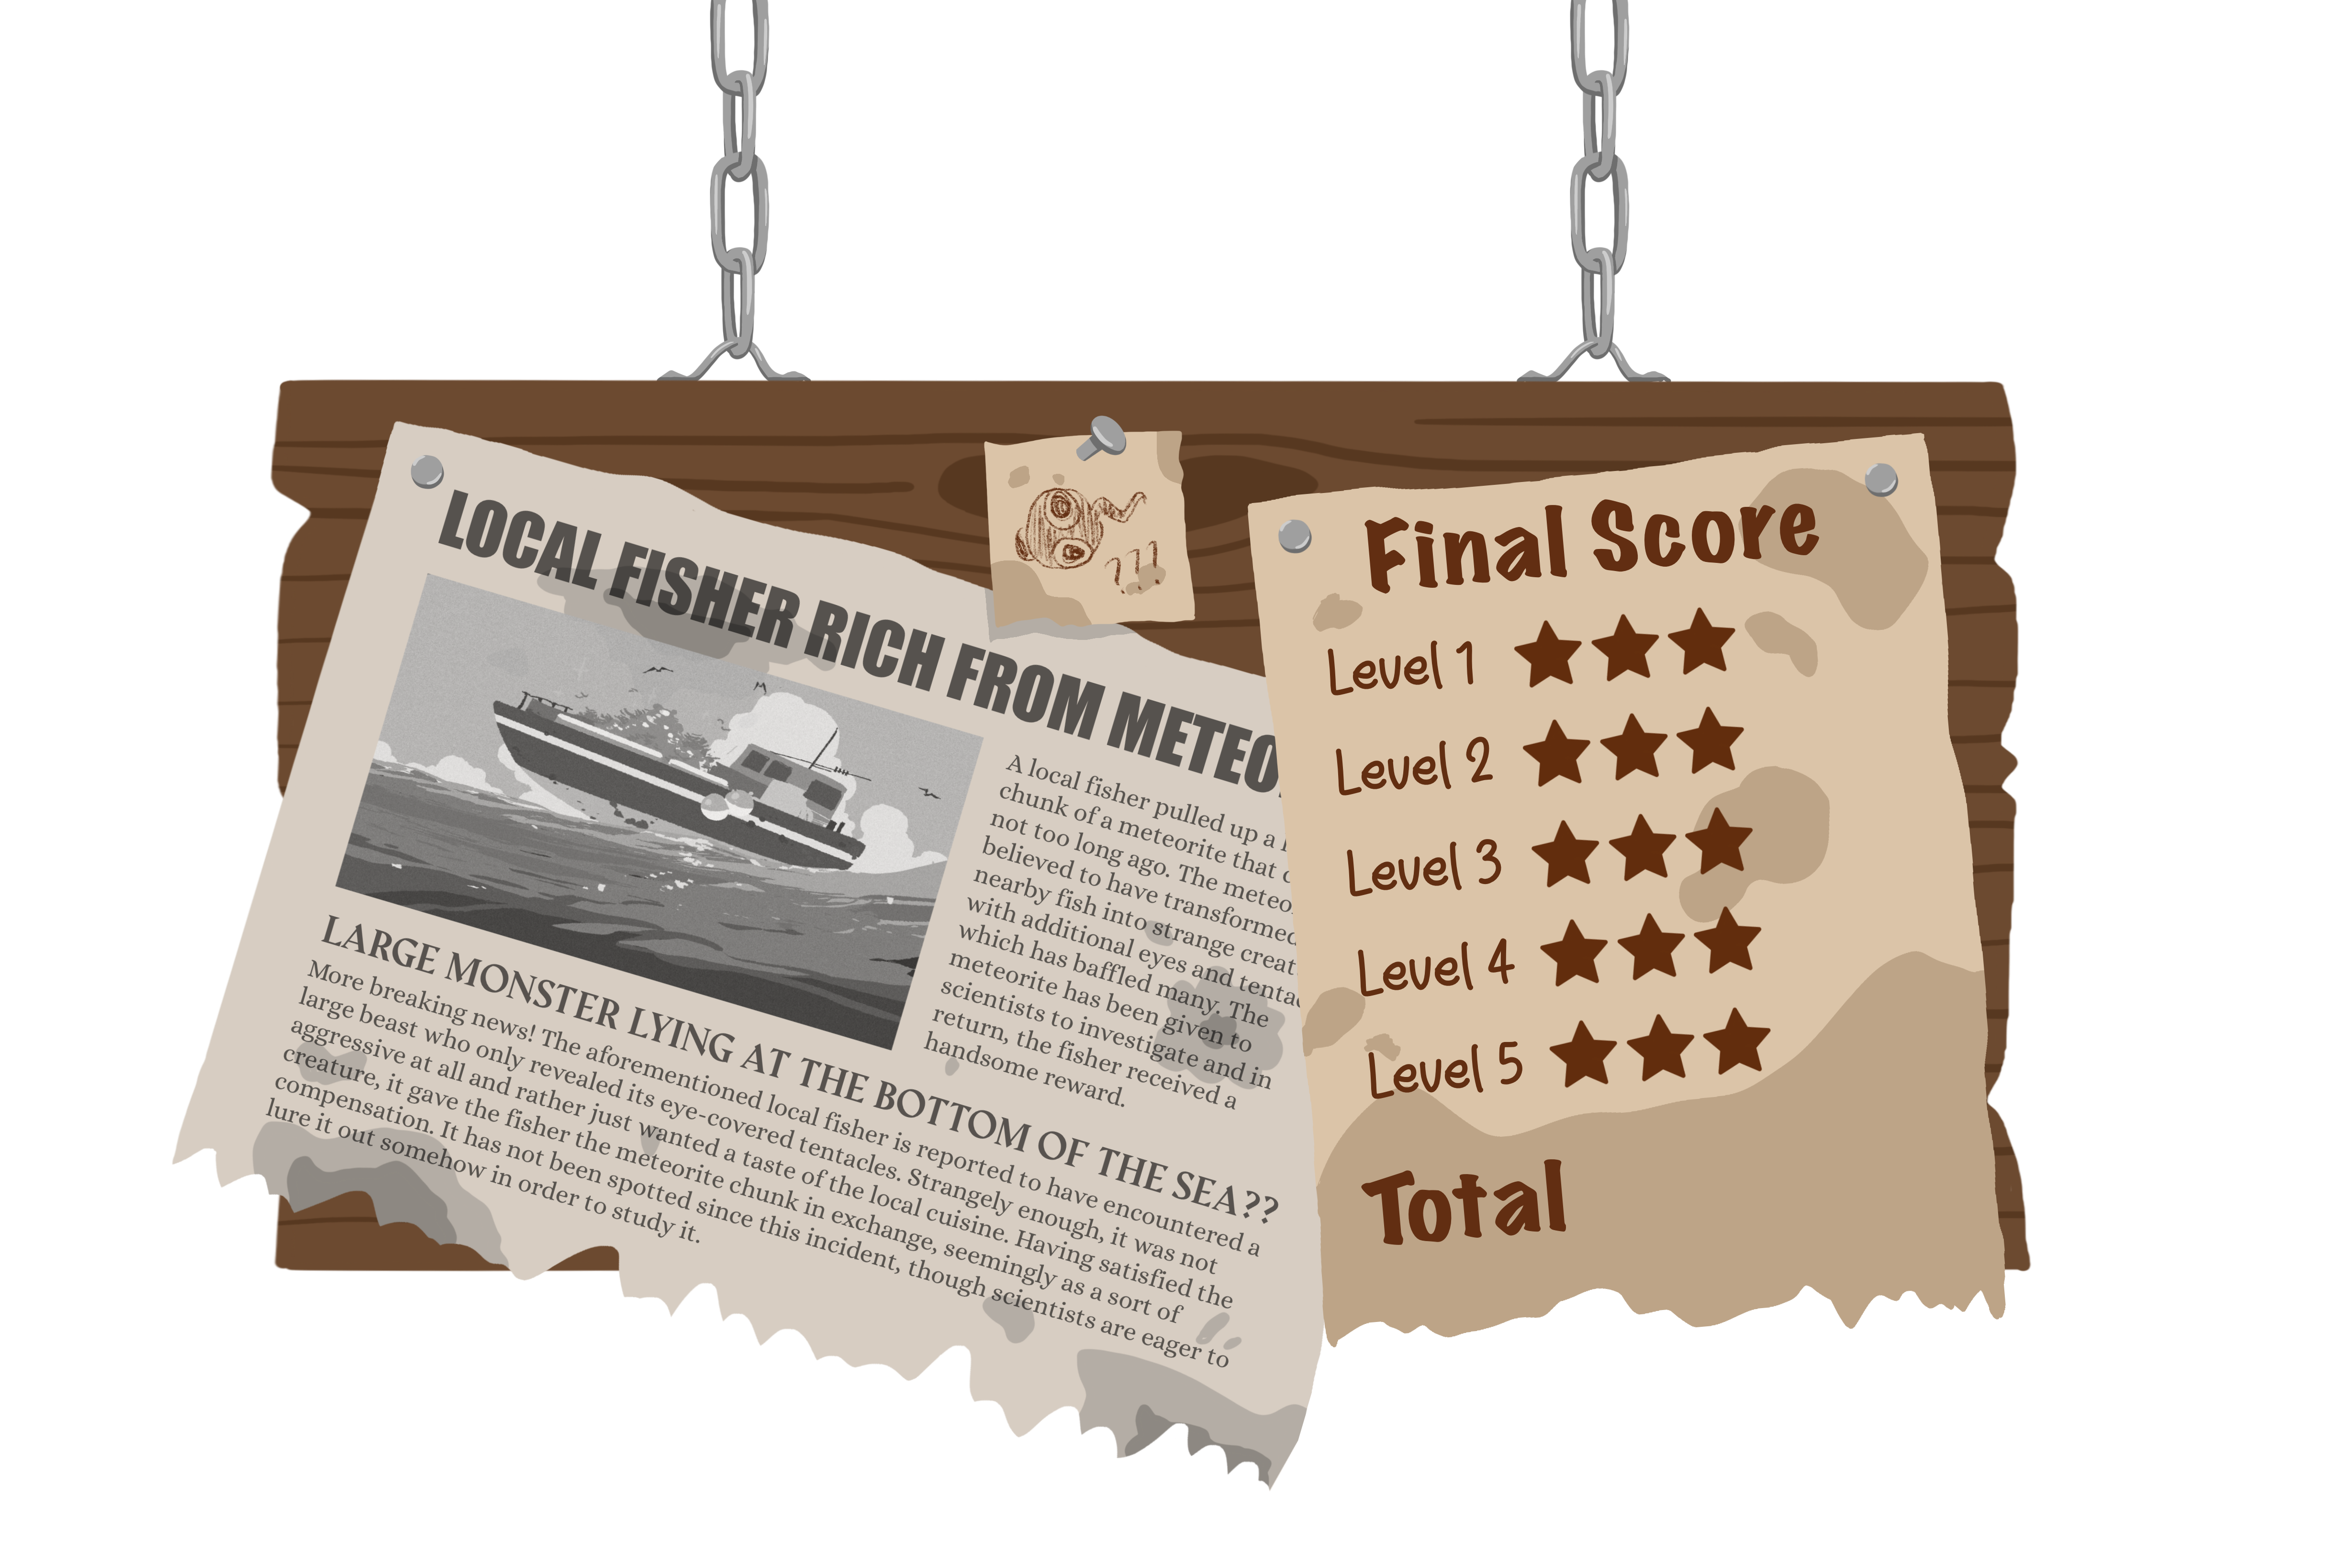 LOCAL FISHER RICH FROM
A local fisher pulled up a
chunk of a meteorite that
not too long ago. The
believed to have transformed
nearby fish into strange
with additional eyes and
which has baffled many. The
meteorite has been given to
scientists to investigate and in
return, the fisher received a
handsome reward.
LARGE MONSTER LYING AT THE BOTTOM OF THE SEA??
More breaking news! The aforementioned local fisher is reported to have encountered a
large beast who only revealed its eye-covered tentacles. Strangely enough, it was not
aggressive at all and rather just wanted a taste of the local cuisine. Having satisfied the
creature, it gave the fisher the meteorite chunk in exchange, seemingly as a sort of
compensation. It has not been spotted since this incident, though scientists are eager to
lure it out somehow in order to study it.
???
Final Score
Level 1
Level 2
Level 3
Level 4
Level 5
Total